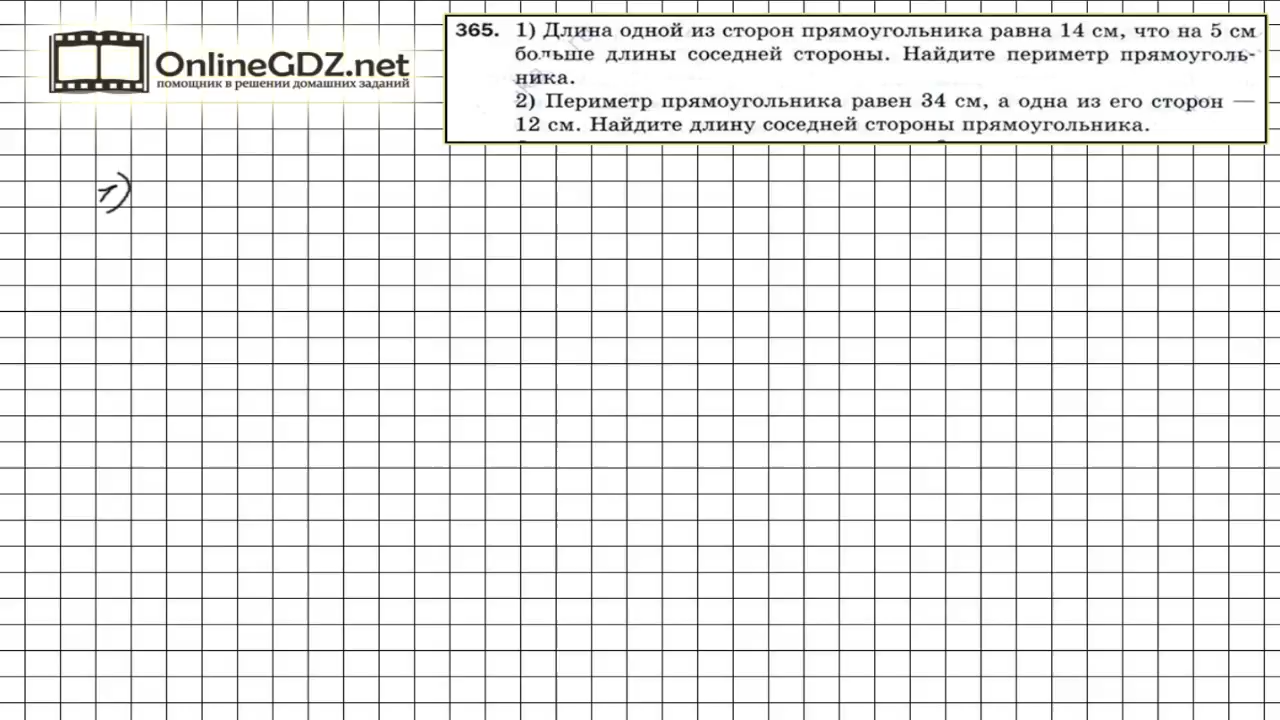 OnlineGDZ.net
помощник в решении домашних заданий
365. 1) Длина одной из сторон прямоугольника равна 14 см, что на 5 см
больше длины соседней стороны. Найдите периметр прямоуголь-
ника.
2) Периметр прямоугольника равен 34 см, а одна из его сторон —
12 см. Найдите длину соседней стороны прямоугольника.
1)